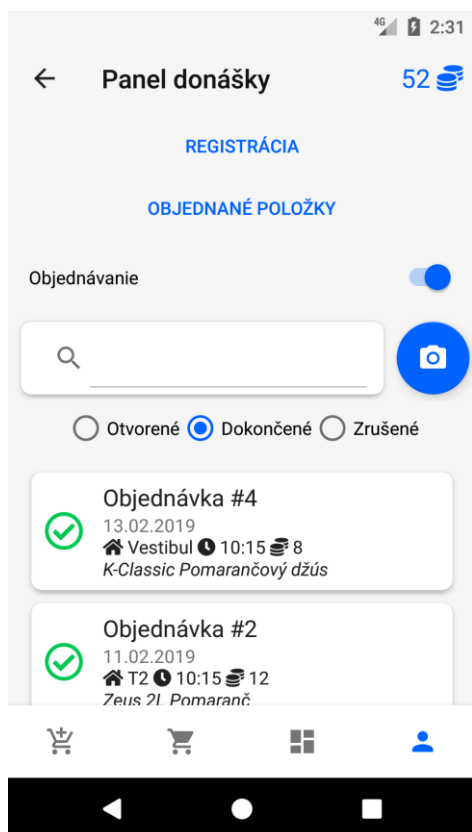 4G 2:31
Panel donášky 52
REGISTRÁCIA
OBJEDNANÉ POLOŽKY
Objednávanie
Otvorené Dokončené Zrušené
Objednávka #4
13.02.2019
Vestibul 10:15 8
K-Classic Pomarančový džús
Objednávka #2
11.02.2019
T2 10:15 12
Zeus 2L Pomaranč